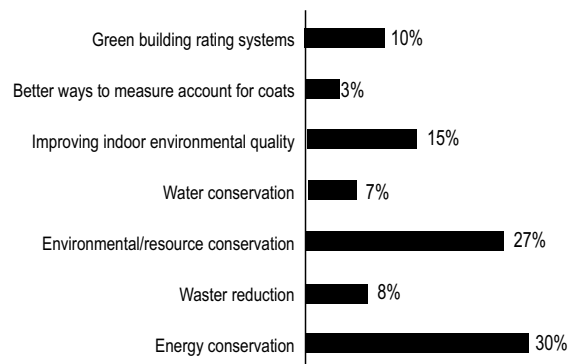 Green building rating systems 10%
Better ways to measure account for coats 3%
Improving indoor environmental quality 15%
Water conservation 7%
Environmental/resource conservation 27%
Waster reduction 8%
Energy conservation 30%